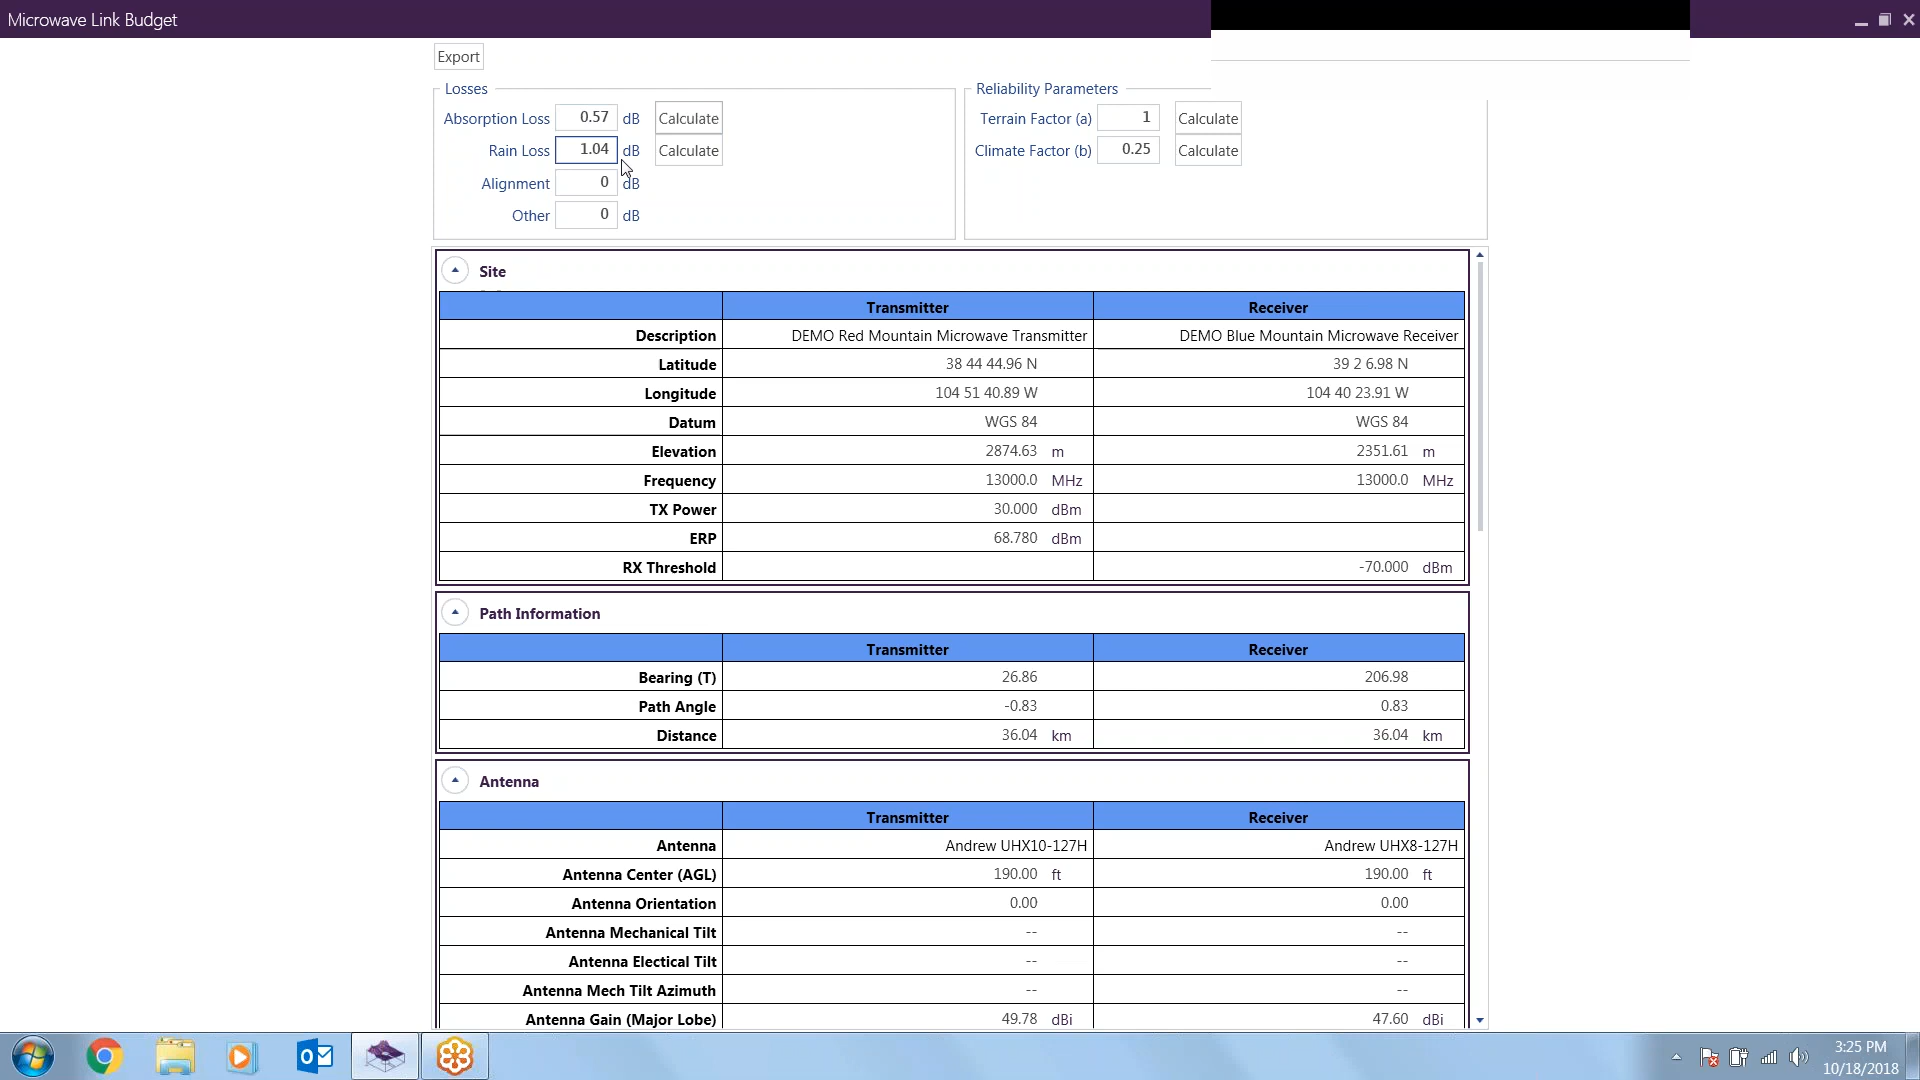 Microwave Link Budget
Export
Losses
Absorption Loss 0.57 dB Calculate
Rain Loss 1.04 dB Calculate
Alignment 0 dB
Other 0 dB
Reliability Parameters
Terrain Factor (a) 1 Calculate
Climate Factor (b) 0.25 Calculate
Site
Transmitter Receiver
Description DEMO Red Mountain Microwave Transmitter DEMO Blue Mountain Microwave Receiver
Latitude 38 44 44.96 N 39 2 6.98 N
Longitude 104 51 40.89 W 104 40 23.91 W
Datum WGS 84 WGS 84
Elevation 2874.63 m 2351.61 m
Frequency 13000.0 MHz 13000.0 MHz
TX Power 30.000 dBm
ERP 68.780 dBm
RX Threshold -70.000 dBm
Path Information
Transmitter Receiver
Bearing (T) 26.86 206.98
Path Angle -0.83 0.83
Distance 36.04 km 36.04 km
Antenna
Transmitter Receiver
Antenna Andrew UHX10-127H Andrew UHX8-127H
Antenna Center (AGL) 190.00 ft 190.00 ft
Antenna Orientation 0.00 0.00
Antenna Mechanical Tilt -- --
Antenna Electical Tilt -- --
Antenna Mech Tilt Azimuth -- --
Antenna Gain (Major Lobe) 49.78 dBi 47.60 dBi
3:25 PM
10/18/2018